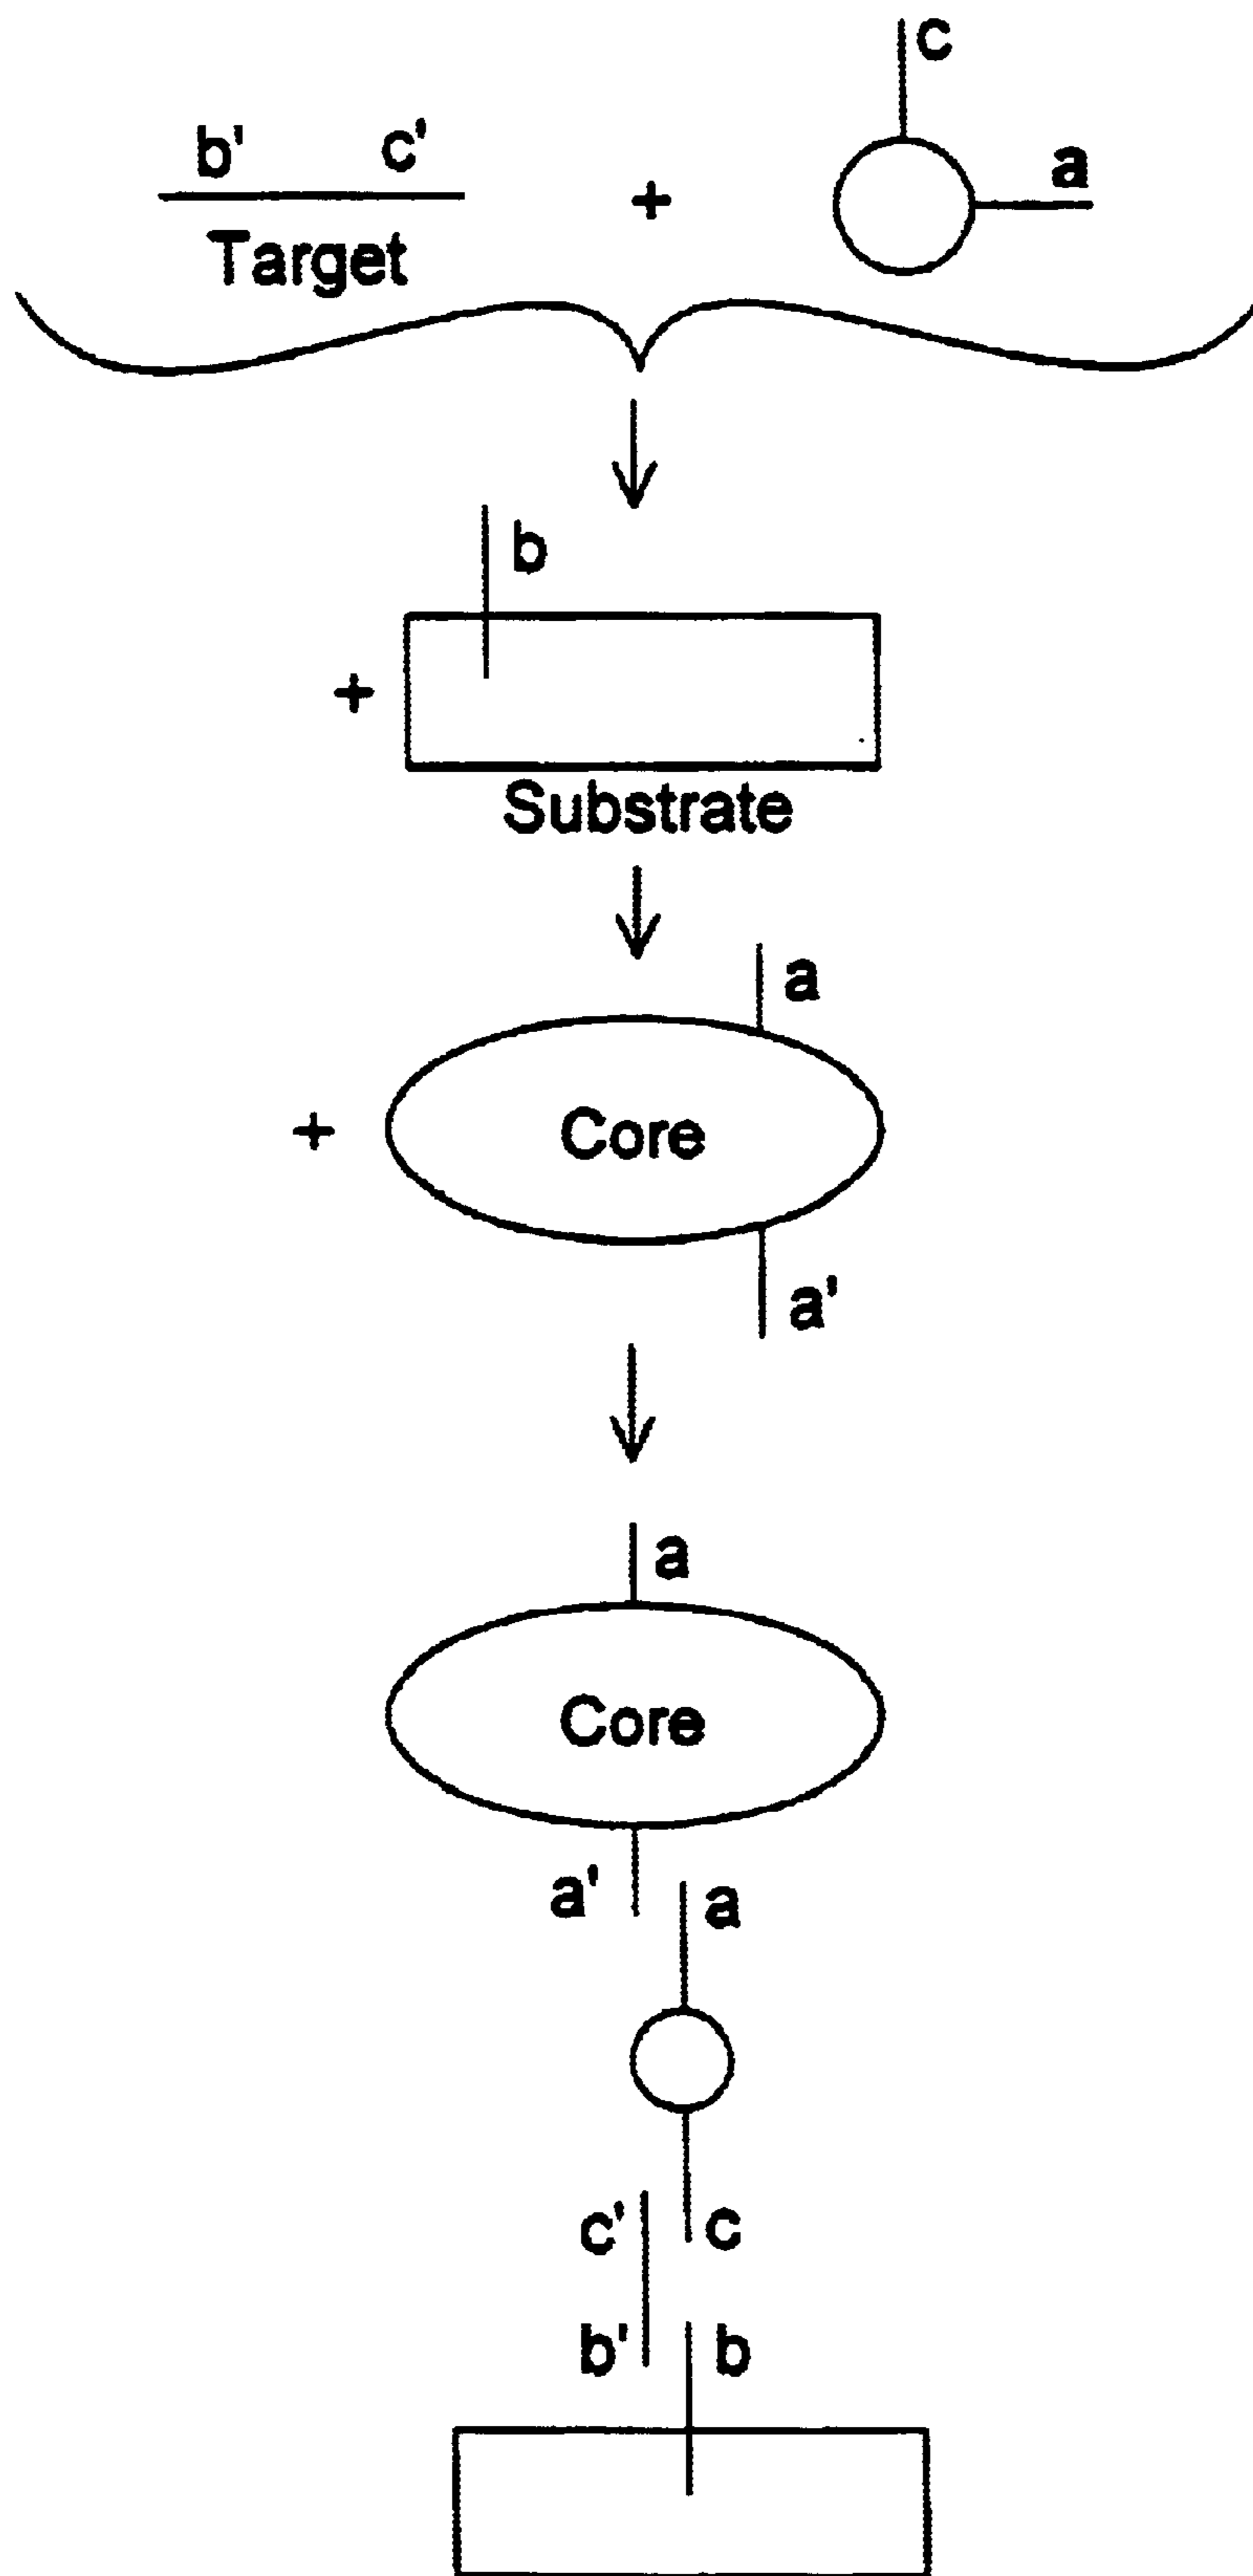 c
b' c' + a
Target
b
+
Substrate
a
+ Core
a'
a
Core
a' a
c' c
b' b